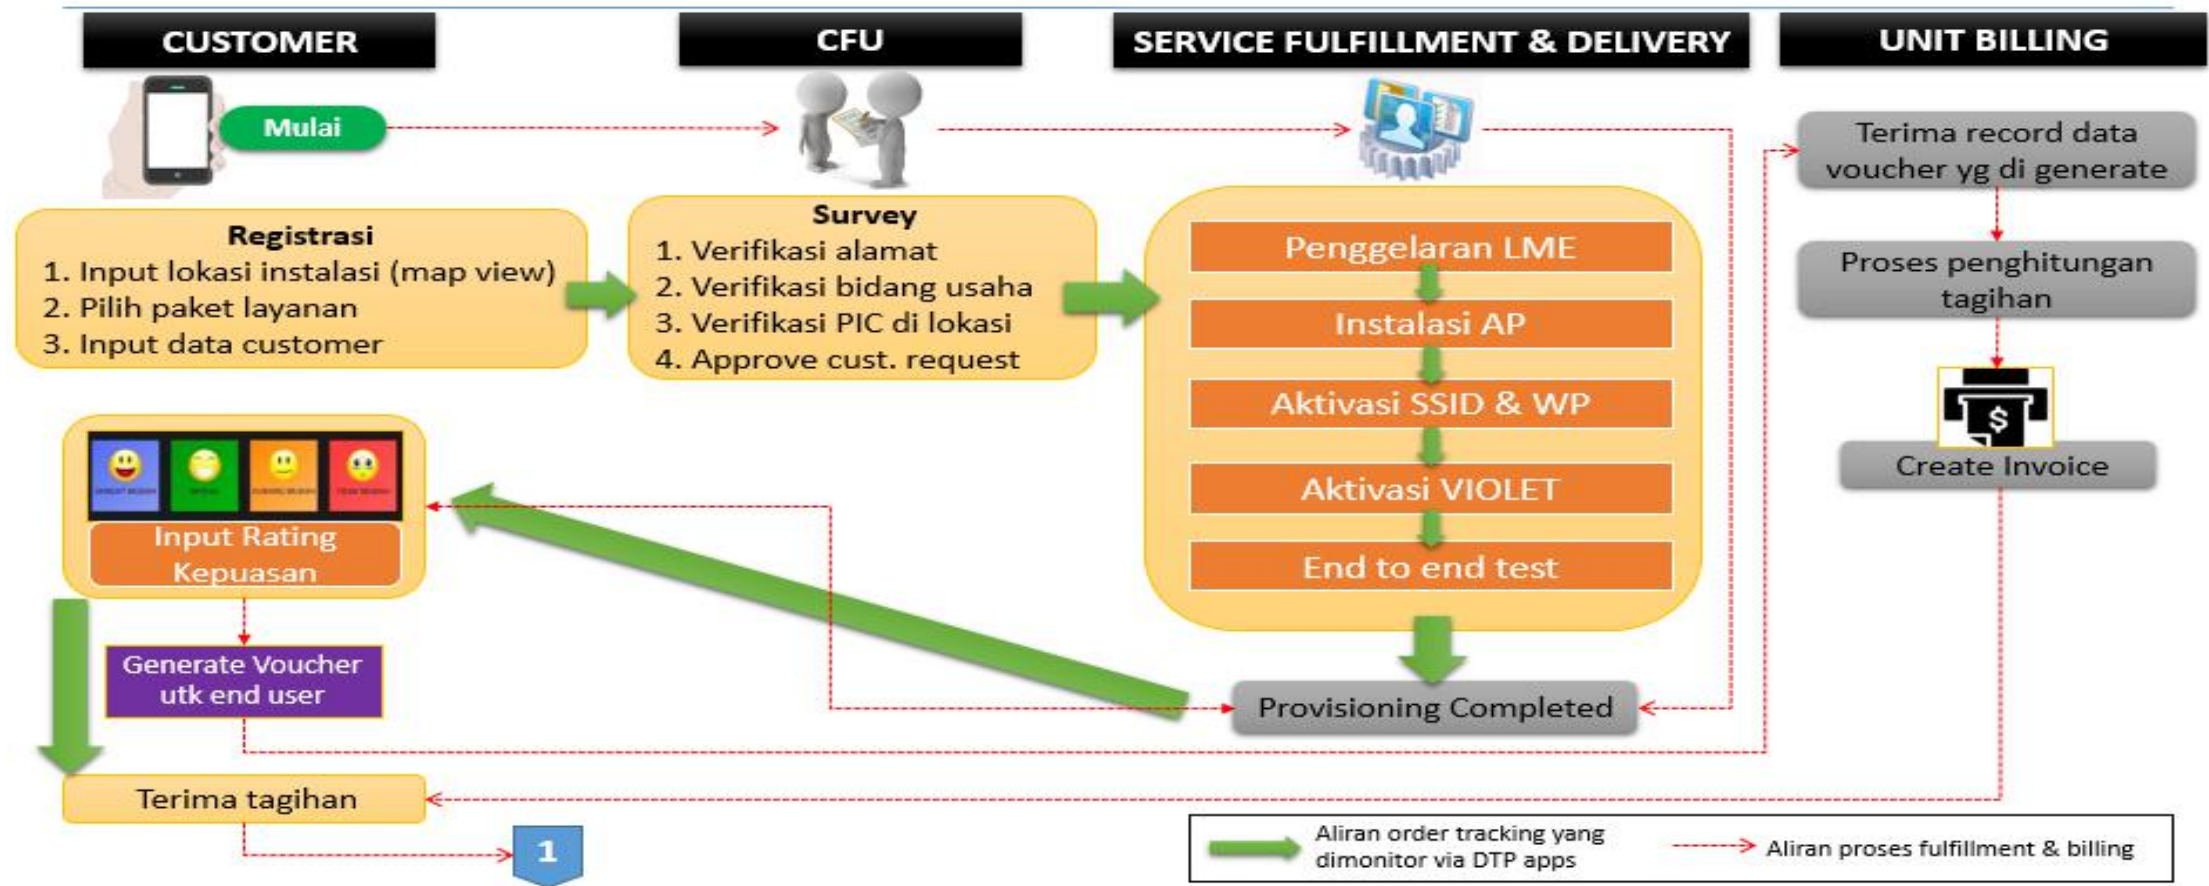 CUSTOMER
CFU
SERVICE FULFILLMENT & DELIVERY
UNIT BILLING
Mulai
Registrasi
1. Input lokasi instalasi (map view)
2. Pilih paket layanan
3. Input data customer
Survey
1. Verifikasi alamat
2. Verifikasi bidang usaha
3. Verifikasi PIC di lokasi
4. Approve cust. request
Penggelaran LME
Instalasi AP
Aktivasi SSID & WP
Aktivasi VIOLET
End to end test
Provisioning Completed
Terima record data
voucher yg di generate
Proses penghitungan
tagihan
$
Create Invoice
Input Rating
Kepuasan
Generate Voucher
utk end user
Terima tagihan
1
Aliran order tracking yang
dimonitor via DTP apps
Aliran proses fulfillment & billing